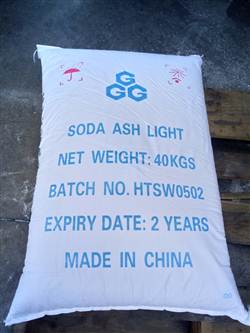 G
GG
SODA ASH LIGHT
NET WEIGHT: 40KGS
BATCH NO. HTSW0502
EXPIRY DATE: 2 YEARS
MADE IN CHINA